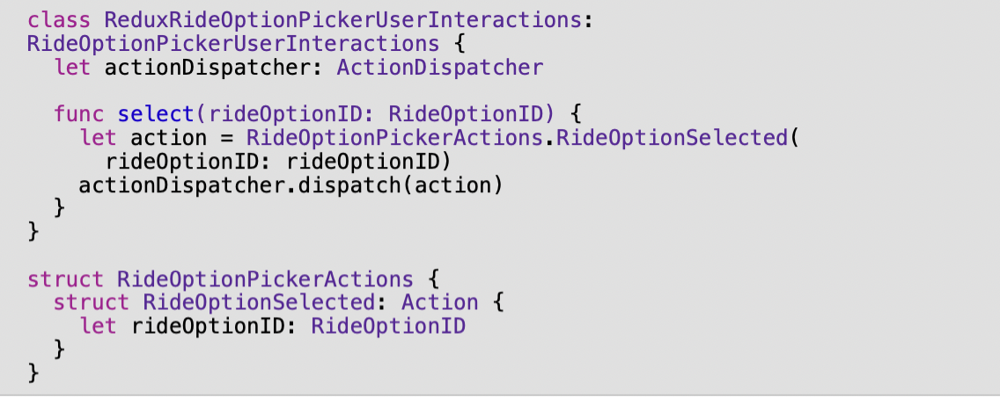 class ReduxRideOptionPickerUserInteractions:
RideOptionPickerUserInteractions {
  let actionDispatcher: ActionDispatcher

  func select(rideOptionID: RideOptionID) {
    let action = RideOptionPickerActions.RideOptionSelected(
      rideOptionID: rideOptionID)
    actionDispatcher.dispatch(action)
  }
}

struct RideOptionPickerActions {
  struct RideOptionSelected: Action {
    let rideOptionID: RideOptionID
  }
}